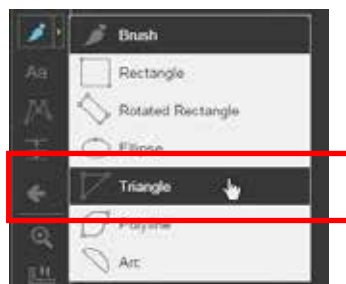 Brush
Aa
Rectangle
Rotated Rectangle
Ellipse
Triangle
Polyline
Arc